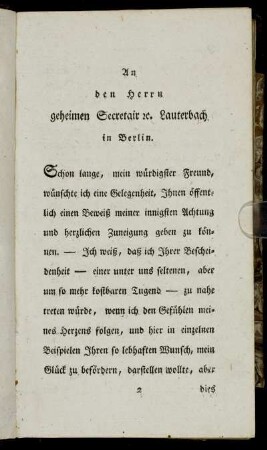 An
den Herrn
geheimen Secretair ꝛc. Lauterbach
in Berlin.
Schon lange, mein würdigster Freund,
wünschte ich eine Gelegenheit, Ihnen öffent-
lich einen Beweiß meiner innigsten Achtung
und herzlichen Zuneigung geben zu kön-
nen. — Ich weiß, daß ich Ihrer Beschei-
denheit — einer unter uns seltenen, aber
um so mehr kostbaren Tugend — zu nahe
treten würde, wenn ich den Gefühlen mei-
nes Herzens folgen, und hier in einzelnen
Beispielen Ihren so lebhaften Wunsch, mein
Glück zu befördern, darstellen wollte, aber
2 dies